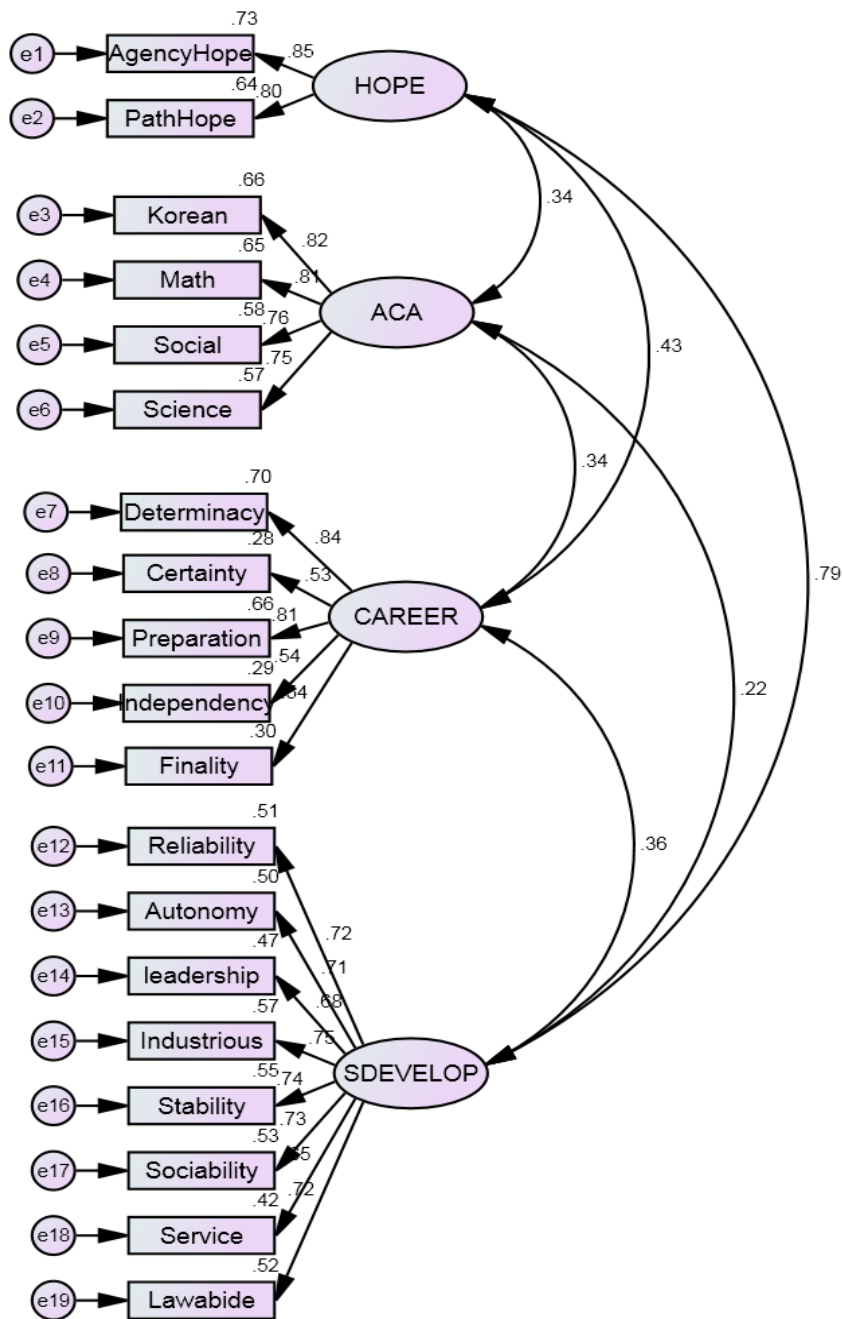 .73
e1 AgencyHope .85
HOPE
.64 .80
e2 PathHope
.34
.66
e3 Korean
.82
.65
e4 Math .81
ACA
.58 .76
e5 Social
.75
.43
.57
e6 Science
.34
.70
e7 Determinacy
.84
.28
e8 Certainty .53
.79
CAREER
.66 .81
e9 Preparation
.54
.29
e10 Independency
.22
.30
e11 Finality
.51
e12 Reliability
.36
.50
e13 Autonomy
.72
.47
.71
e14 leadership
.68
.57
e15 Industrious .75
SDEVELOP
.55 .74
e16 Stability
.73
.53
e17 Sociability
.42 .72
e18 Service
.52
e19 Lawabide